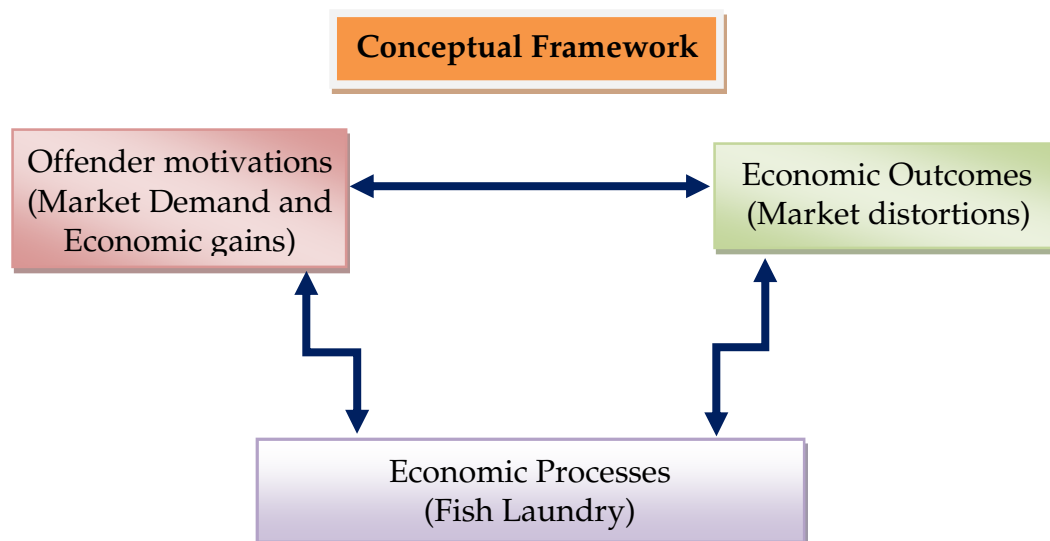 Conceptual Framework
Offender motivations
(Market Demand and
Economic gains)
Economic Outcomes
(Market distortions)
Economic Processes
(Fish Laundry)